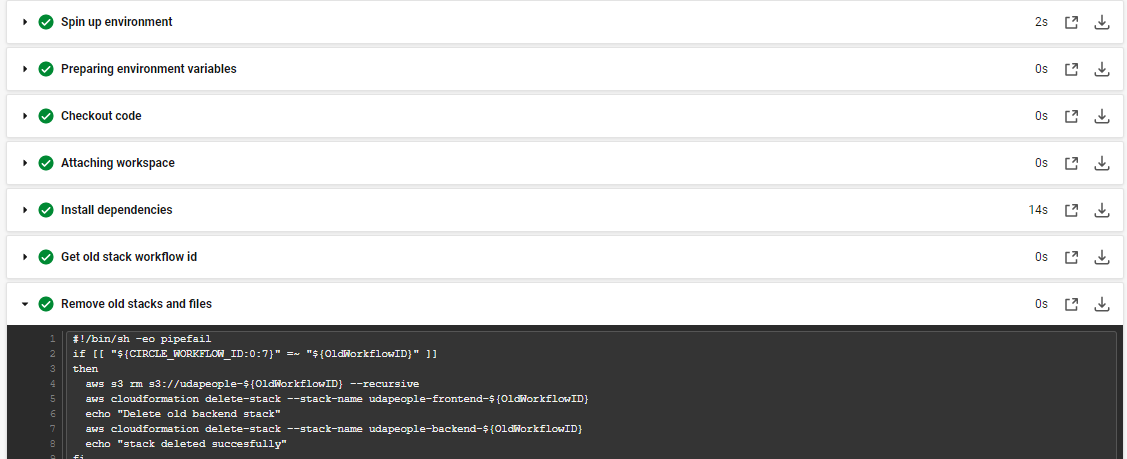 Spin up environment 2s
Preparing environment variables 0s
Checkout code 0s
Attaching workspace 0s
Install dependencies 14s
Get old stack workflow id 0s
Remove old stacks and files 0s
1 #!/bin/sh -eo pipefail
2 if [[ "${CIRCLE_WORKFLOW_ID:0:7}" =~ "${OldWorkflowID}" ]]
3 then
4 aws s3 rm s3://udapeople-${OldWorkflowID} --recursive
5 aws cloudformation delete-stack --stack-name udapeople-frontend-${OldWorkflowID}
6 echo "Delete old backend stack"
7 aws cloudformation delete-stack --stack-name udapeople-backend-${OldWorkflowID}
8 echo "stack deleted succesfully"
9 fi